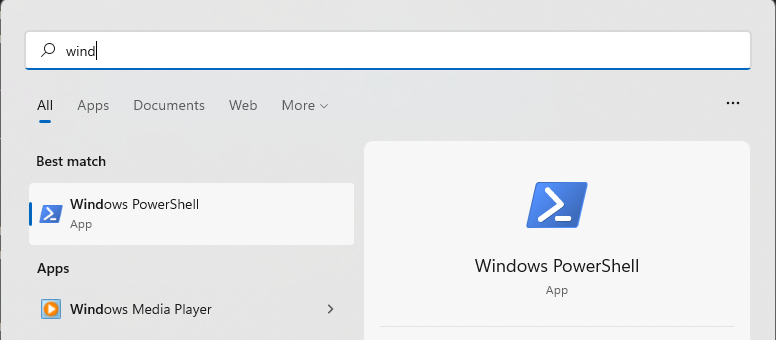 wind
All Apps Documents Web More
Best match
Windows PowerShell
App
Apps
Windows Media Player
Windows PowerShell
App